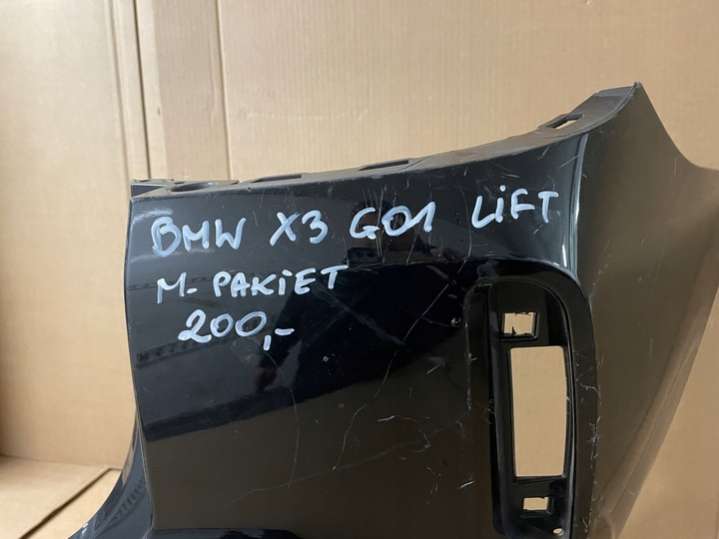 BMW X3 G01 LiFT
M-PAKiET
200,-